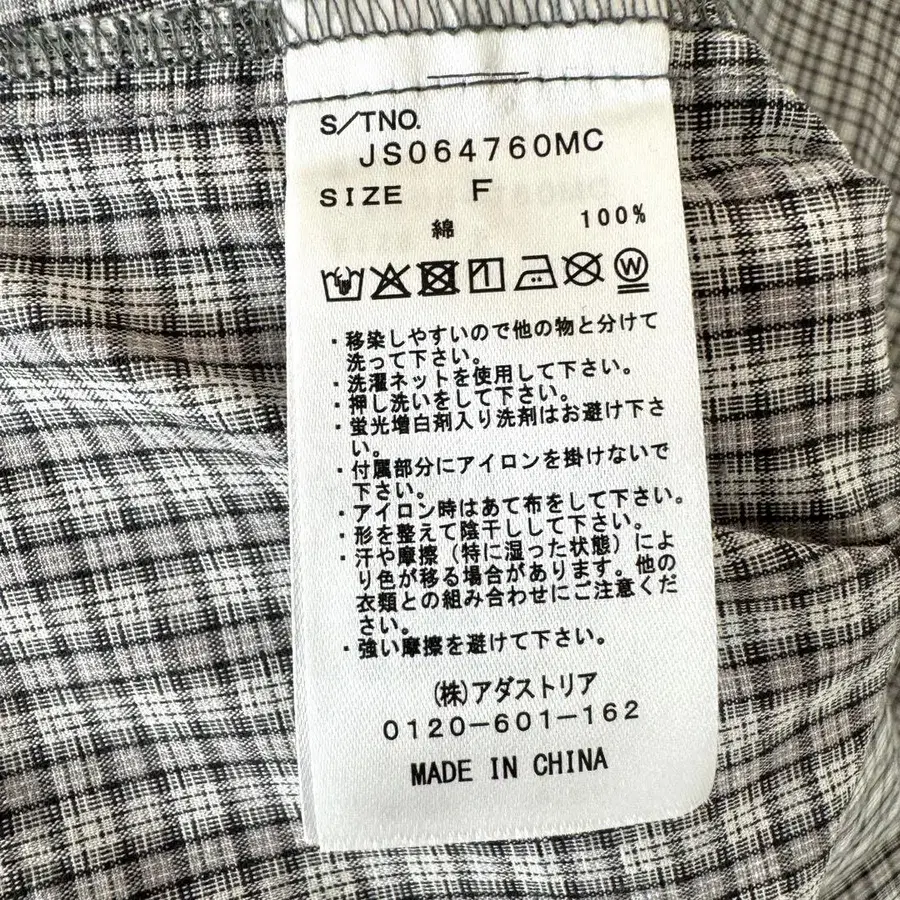 S/TNO.
JS064760MC
SIZE F
綿 100%
W
・移染しやすいので他の物と分けて
洗って下さい。
・洗濯ネットを使用して下さい。
・押し洗いをして下さい。
・蛍光増白剤入り洗剤はお避け下さ
い。
・付属部分にアイロンを掛けないで
下さい。
・アイロン時はあて布をして下さい。
・形を整えて陰干しして下さい。
・汗や摩擦(特に湿った状態)によ
り色が移る場合があります。他の
衣類との組み合わせにご注意くだ
さい。
・強い摩擦を避けて下さい。
(株)アダストリア
0120-601-162
MADE IN CHINA